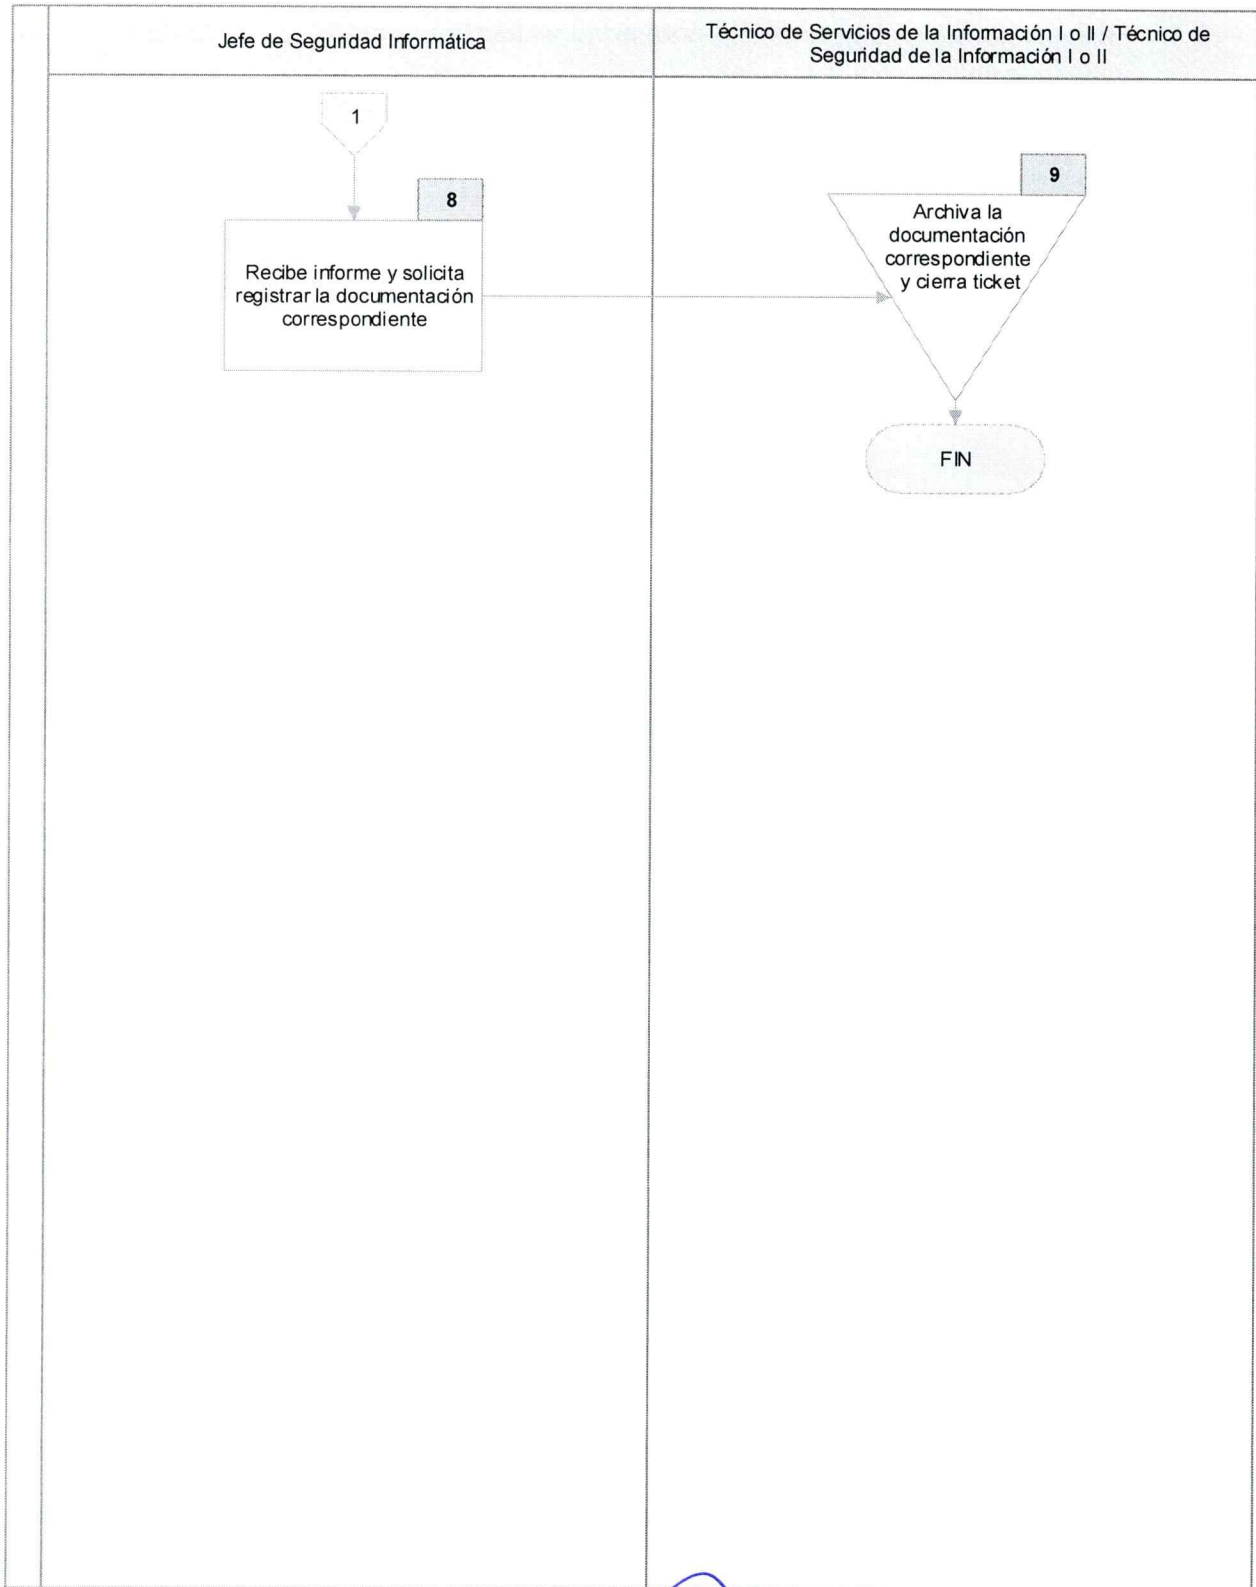 Jefe de Seguridad Informática
Técnico de Servicios de la Información I o II / Técnico de
Seguridad de la Información I o II
1
8
Recibe informe y solicita
registrar la documentación
correspondiente
9
Archiva la
documentación
correspondiente
y cierra ticket
FIN